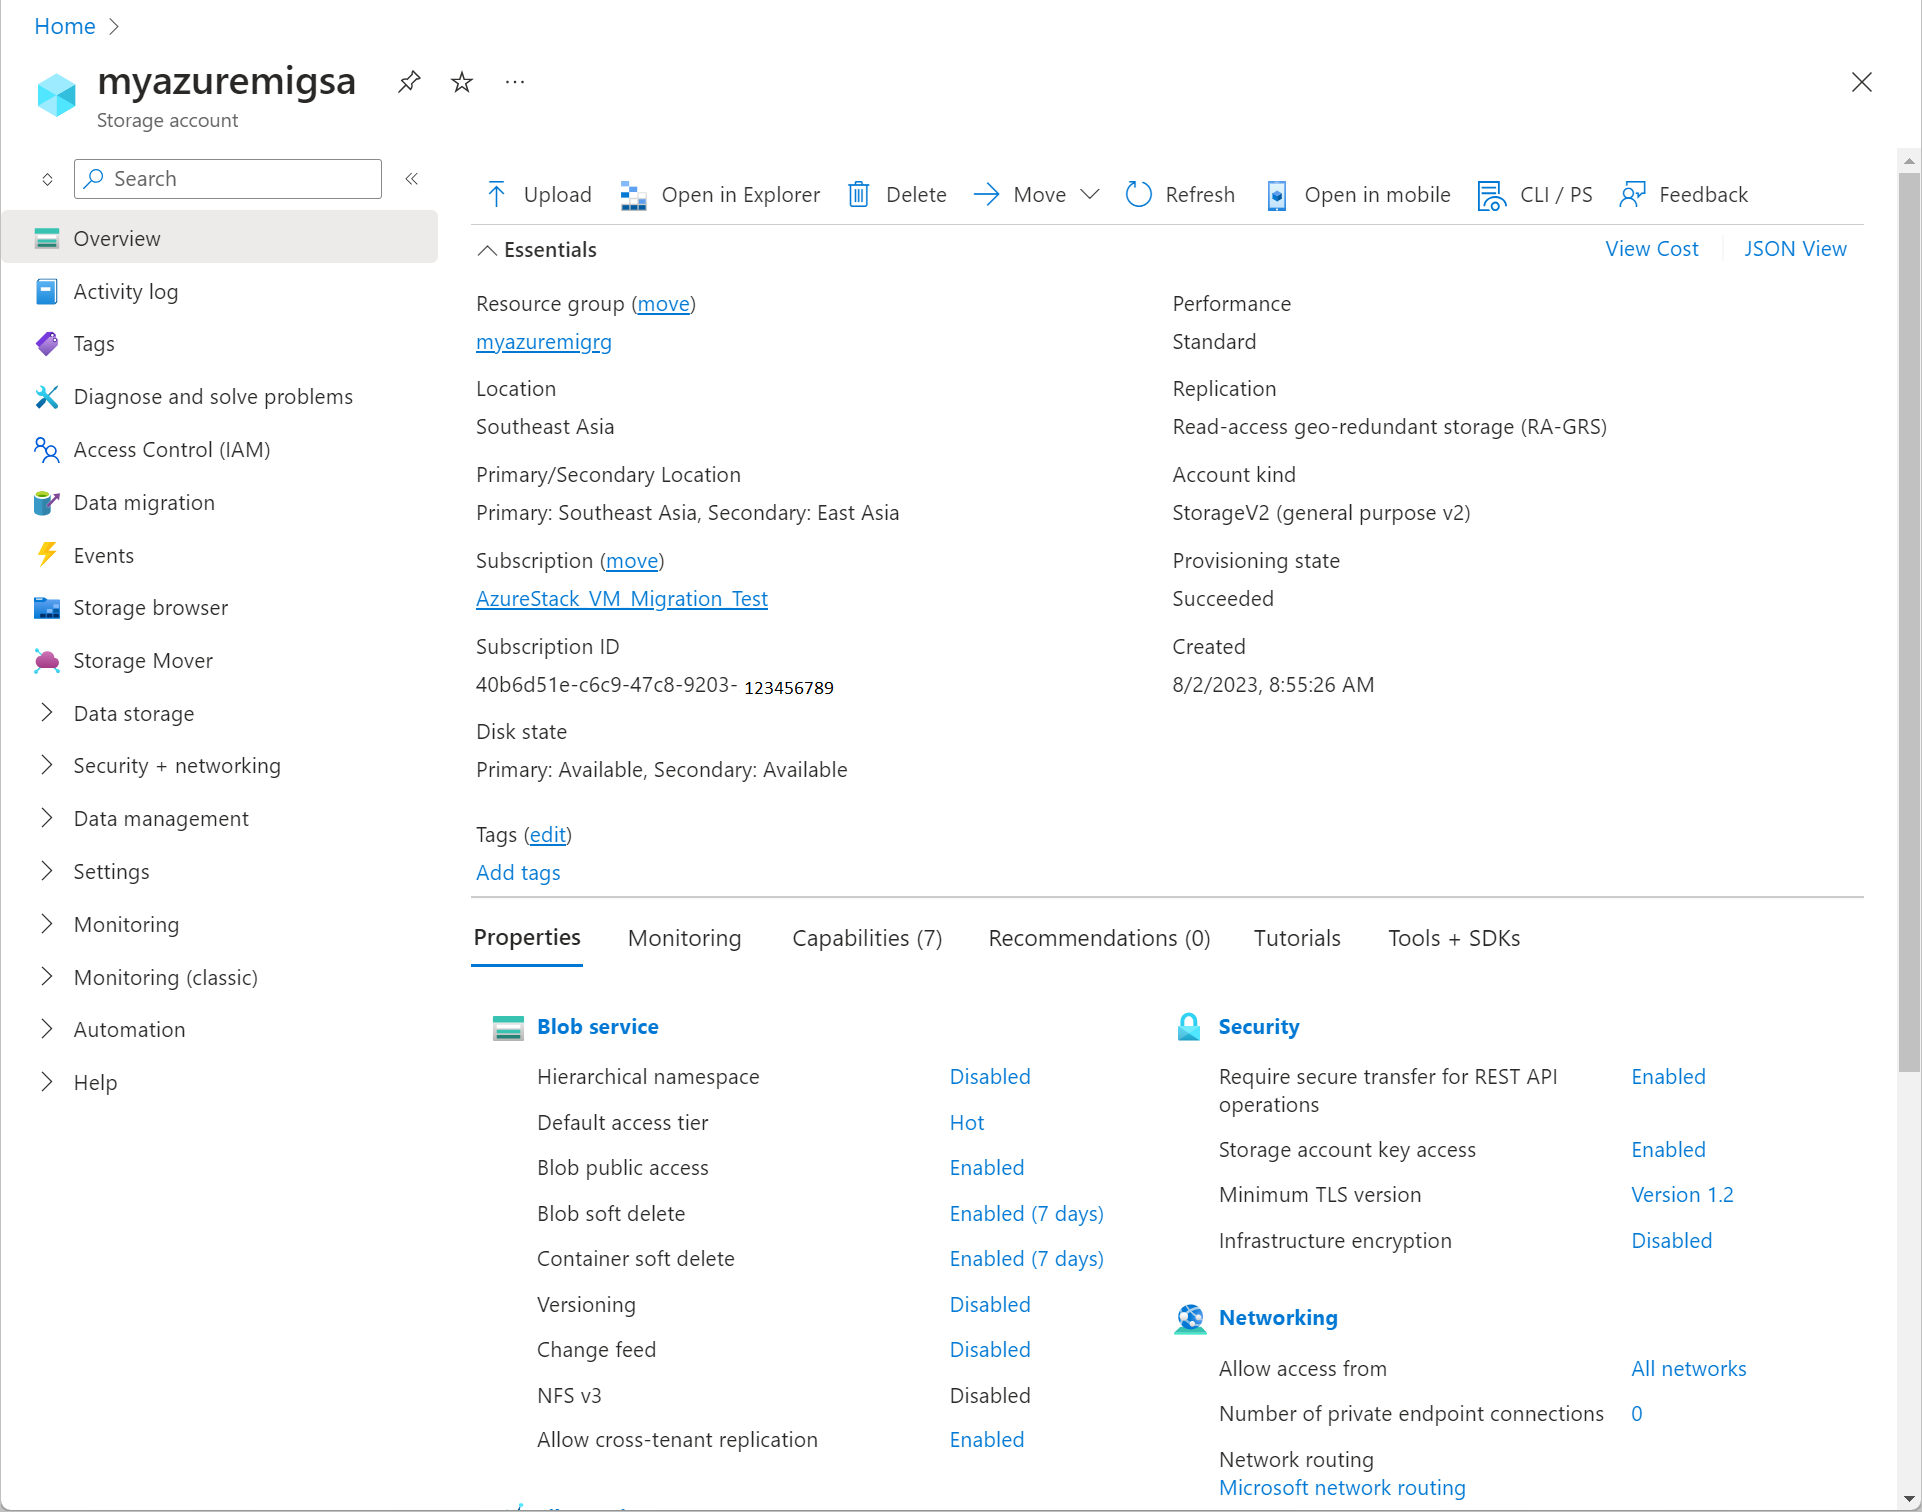 Home
myazuremigsa
Storage account
Search
Upload Open in Explorer Delete Move Refresh Open in mobile CLI / PS Feedback
Overview
Activity log
Tags
Diagnose and solve problems
Access Control (IAM)
Data migration
Events
Storage browser
Storage Mover
Data storage
Security + networking
Data management
Settings
Monitoring
Monitoring (classic)
Automation
Help
Essentials
View Cost JSON View
Resource group (move)
myazuremigrg
Location
Southeast Asia
Primary/Secondary Location
Primary: Southeast Asia, Secondary: East Asia
Subscription (move)
AzureStack_VM_Migration_Test
Subscription ID
40b6d51e-c6c9-47c8-9203- 123456789
Disk state
Primary: Available, Secondary: Available
Performance
Standard
Replication
Read-access geo-redundant storage (RA-GRS)
Account kind
StorageV2 (general purpose v2)
Provisioning state
Succeeded
Created
8/2/2023, 8:55:26 AM
Tags (edit)
Add tags
Properties Monitoring Capabilities (7) Recommendations (0) Tutorials Tools + SDKs
Blob service
Hierarchical namespace Disabled
Default access tier Hot
Blob public access Enabled
Blob soft delete Enabled (7 days)
Container soft delete Enabled (7 days)
Versioning Disabled
Change feed Disabled
NFS v3 Disabled
Allow cross-tenant replication Enabled
Security
Require secure transfer for REST API Enabled
operations
Storage account key access Enabled
Minimum TLS version Version 1.2
Infrastructure encryption Disabled
Networking
Allow access from All networks
Number of private endpoint connections 0
Network routing
Microsoft network routing